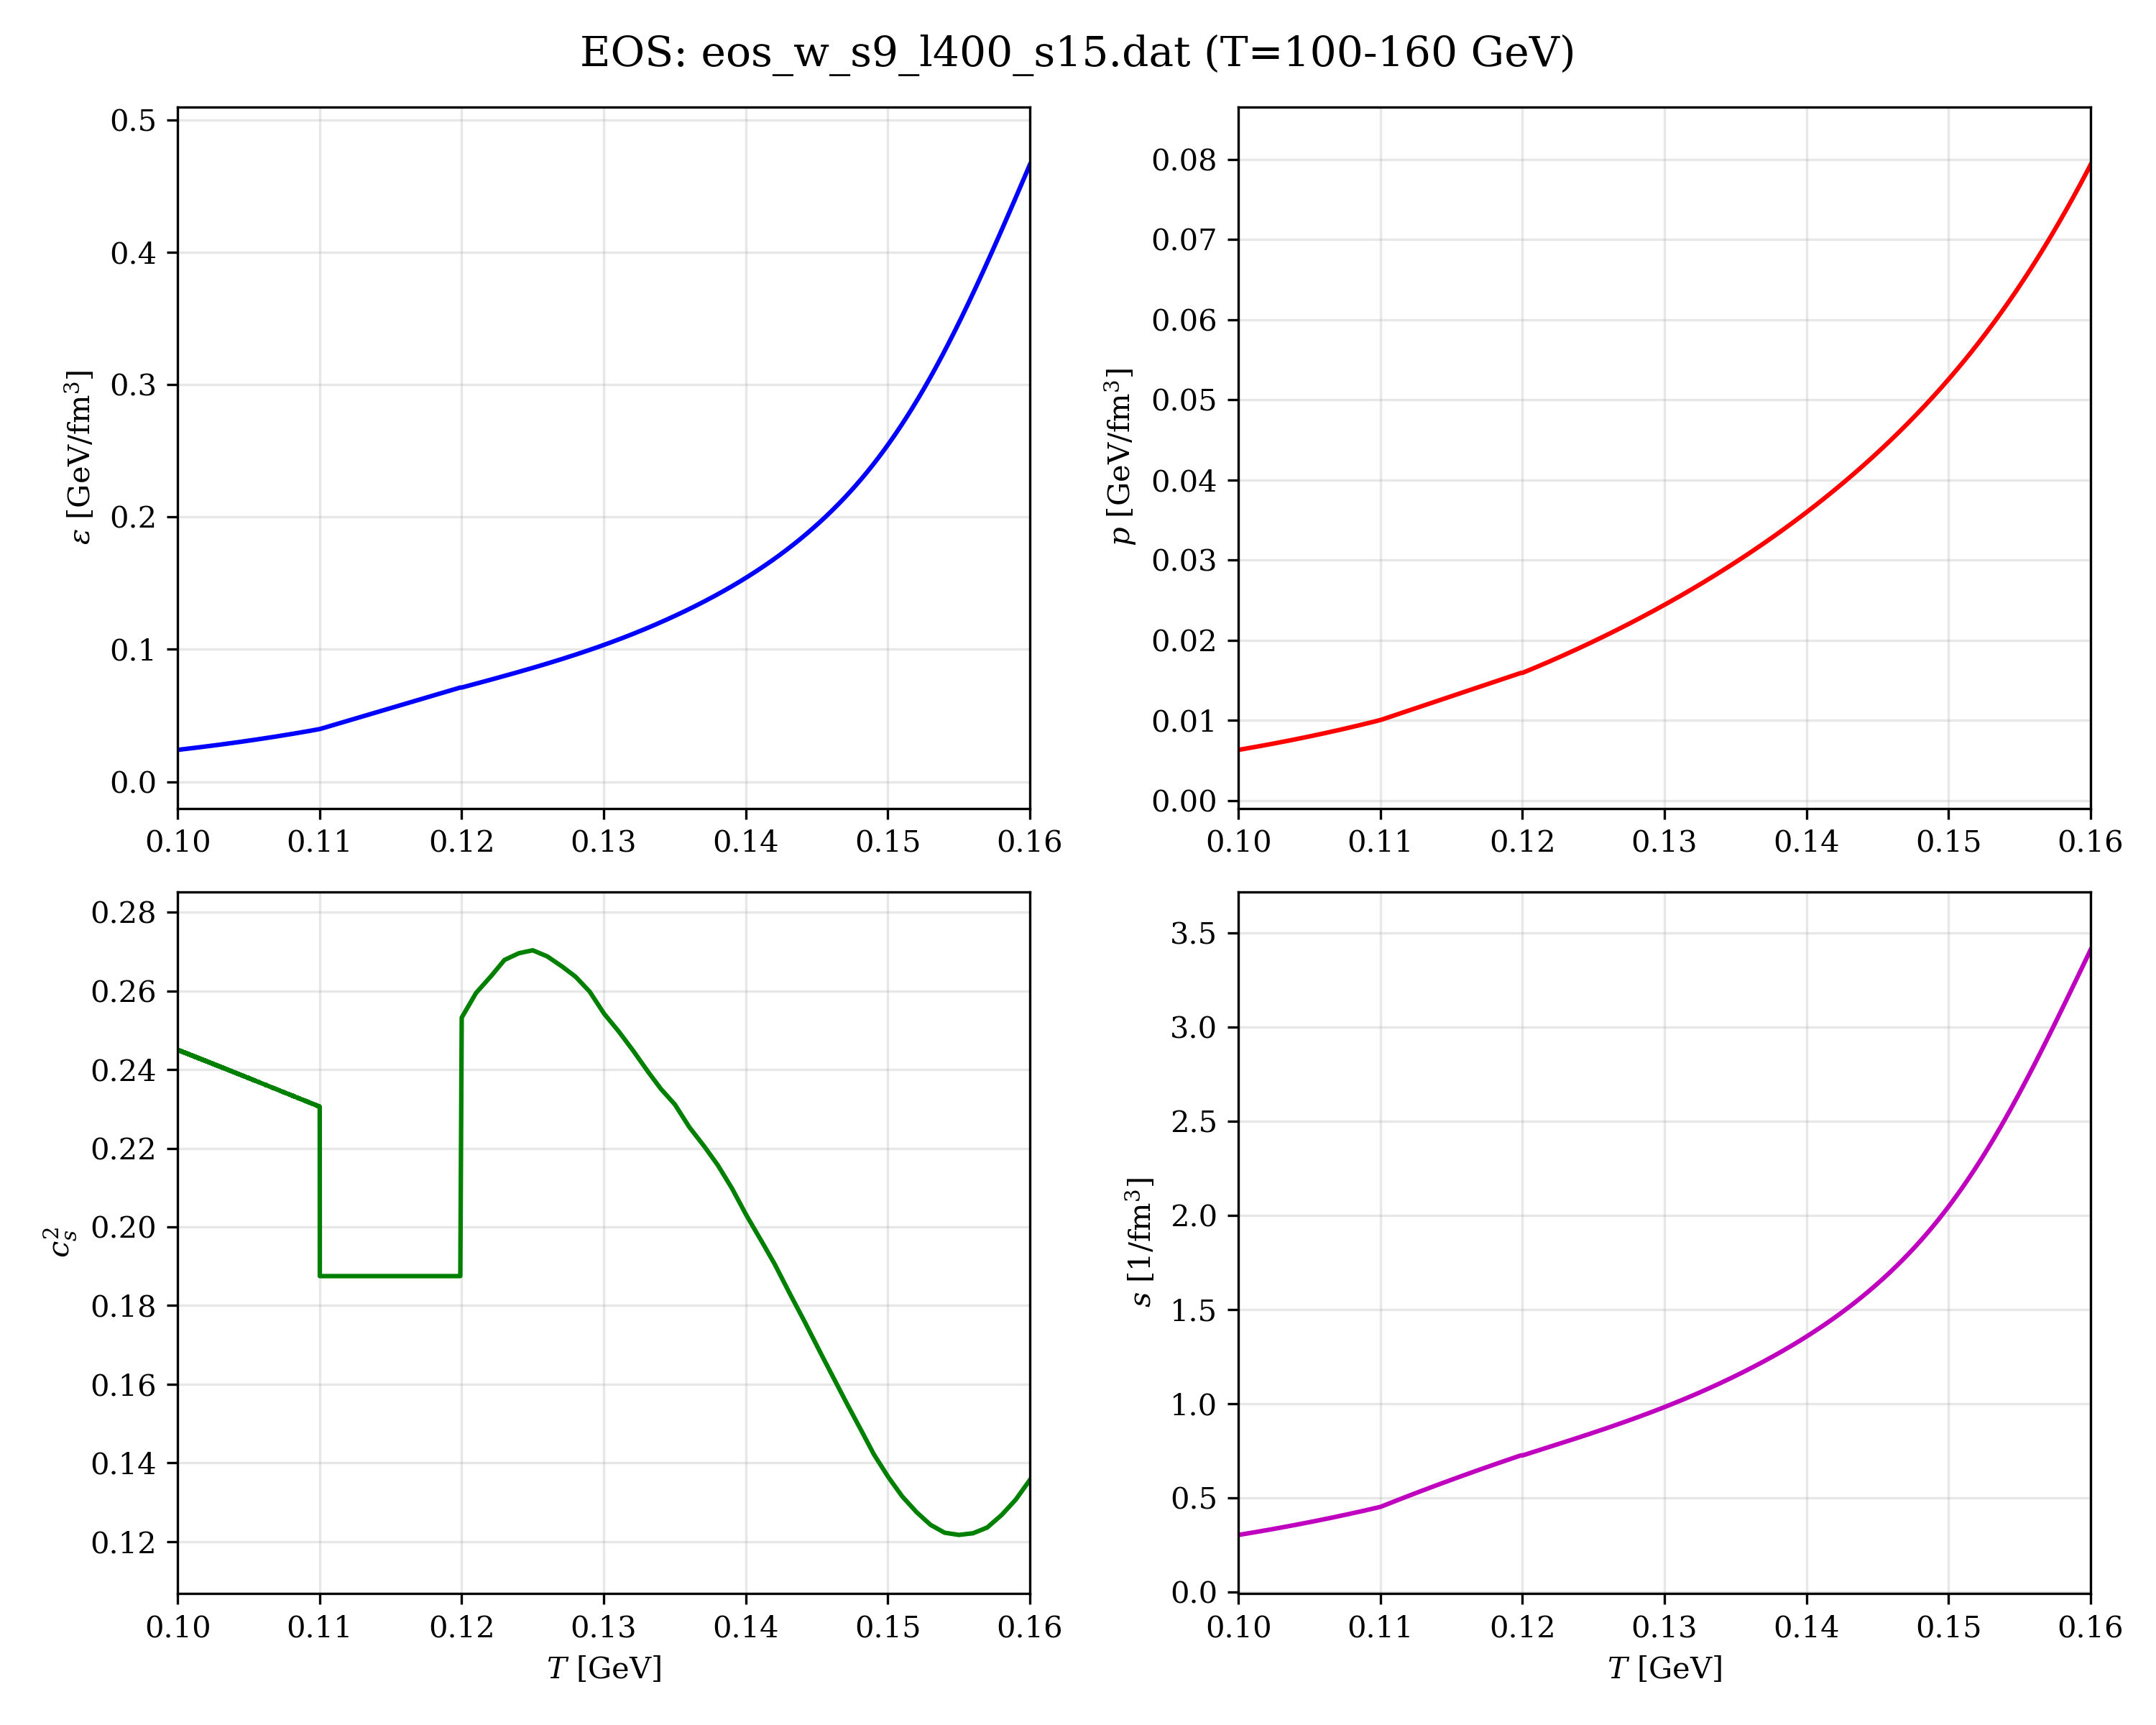 EOS: eos_w_s9_l400_s15.dat (T=100-160 GeV)
0.5
0.4
0.3
0.2
0.1
0.0
ε [GeV/fm³]
0.10 0.11 0.12 0.13 0.14 0.15 0.16
0.08
0.07
0.06
0.05
0.04
0.03
0.02
0.01
0.00
p [GeV/fm³]
0.10 0.11 0.12 0.13 0.14 0.15 0.16
0.28
0.26
0.24
0.22
0.20
0.18
0.16
0.14
0.12
c_s^2
0.10 0.11 0.12 0.13 0.14 0.15 0.16
T [GeV]
3.5
3.0
2.5
2.0
1.5
1.0
0.5
0.0
s [1/fm³]
0.10 0.11 0.12 0.13 0.14 0.15 0.16
T [GeV]